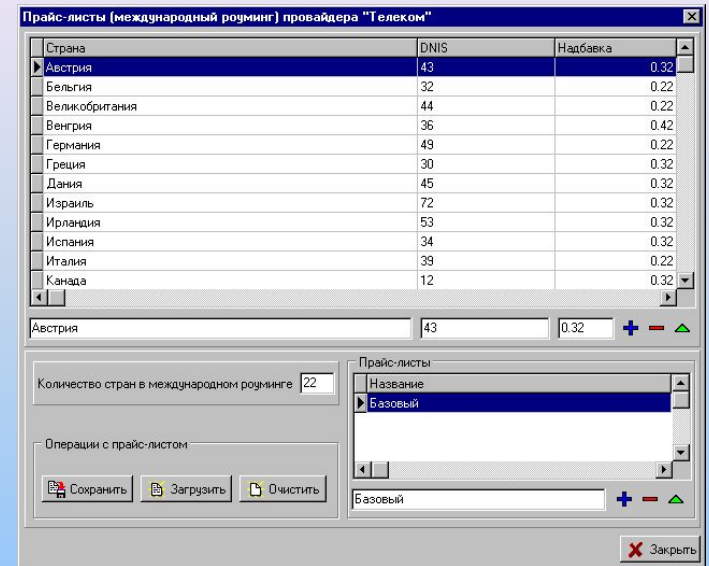 Прайс-листы (международный роуминг) провайдера "Телеком"
Страна DNIS Надбавка
Австрия 43 0.32
Бельгия 32 0.22
Великобритания 44 0.22
Венгрия 36 0.42
Германия 49 0.22
Греция 30 0.32
Дания 45 0.32
Израиль 72 0.32
Ирландия 53 0.32
Испания 34 0.32
Италия 39 0.22
Канада 12 0.32
Австрия 43 0.32
Количество стран в международном роуминге 22
Операции с прайс-листом
Сохранить Загрузить Очистить
Прайс-листы
Название
Базовый
Базовый
Закрыть